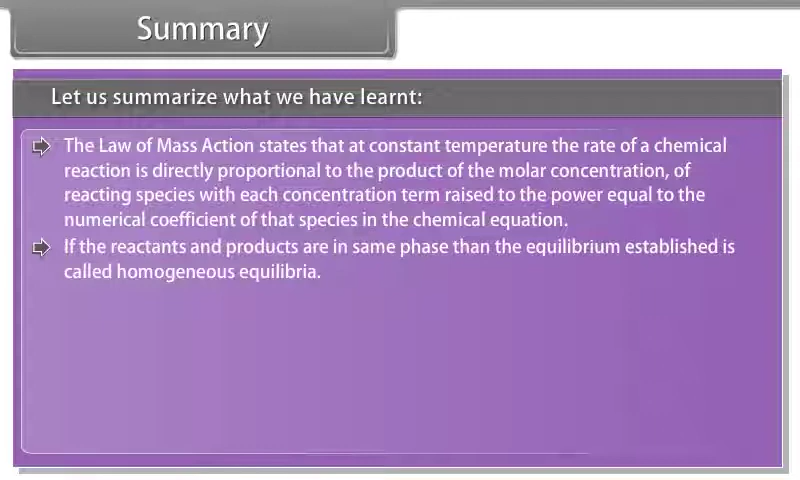 Summary
Let us summarize what we have learnt:
The Law of Mass Action states that at constant temperature the rate of a chemical
reaction is directly proportional to the product of the molar concentration, of
reacting species with each concentration term raised to the power equal to the
numerical coefficient of that species in the chemical equation.
If the reactants and products are in same phase than the equilibrium established is
called homogeneous equilibria.